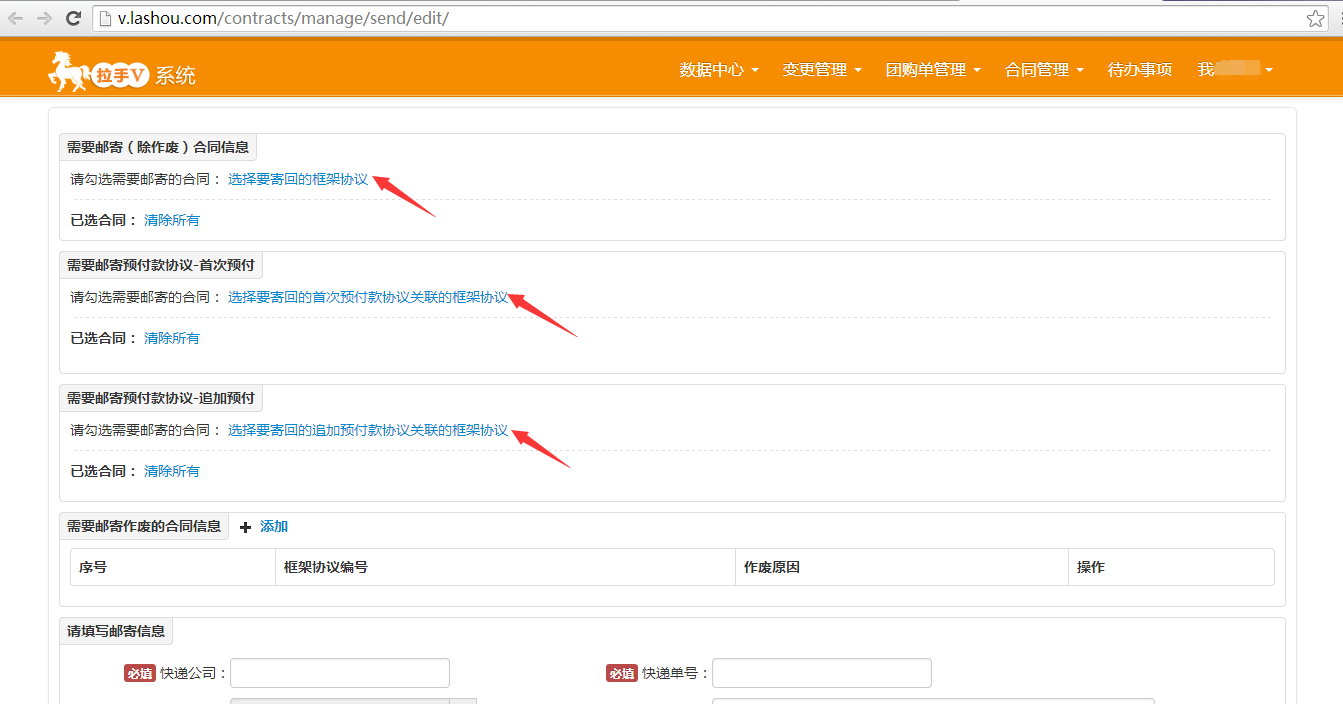 v.lashou.com/contracts/manage/send/edit/
拉手V 系统
数据中心 变更管理 团购单管理 合同管理 待办事项 我
需要邮寄（除作废）合同信息
请勾选需要邮寄的合同： 选择要寄回的框架协议
已选合同： 清除所有
需要邮寄预付款协议-首次预付
请勾选需要邮寄的合同： 选择要寄回的首次预付款协议关联的框架协议
已选合同： 清除所有
需要邮寄预付款协议-追加预付
请勾选需要邮寄的合同： 选择要寄回的追加预付款协议关联的框架协议
已选合同： 清除所有
需要邮寄作废的合同信息 添加
序号 框架协议编号 作废原因 操作
请填写邮寄信息
必填 快递公司： 必填 快递单号：